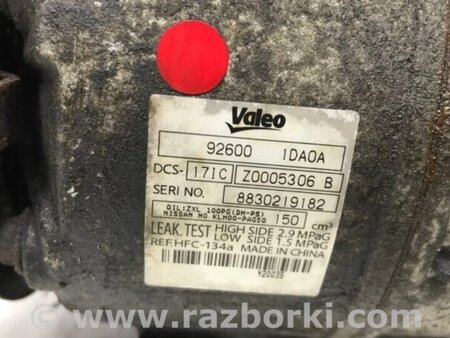 Valeo
92600 1DA0A
DCS-171C Z0005306 B
SERI NO. 8830219182
OIL:ZXL 100PG(DH-PS) 150 cm³
NISSAN NO KLH00-PAGS0
LEAK.TEST HIGH SIDE 2.9 MPaG
LOW SIDE 1.5 MPaG
REF.HFC-134a MADE IN CHINA
Y20035
www.razborki.com